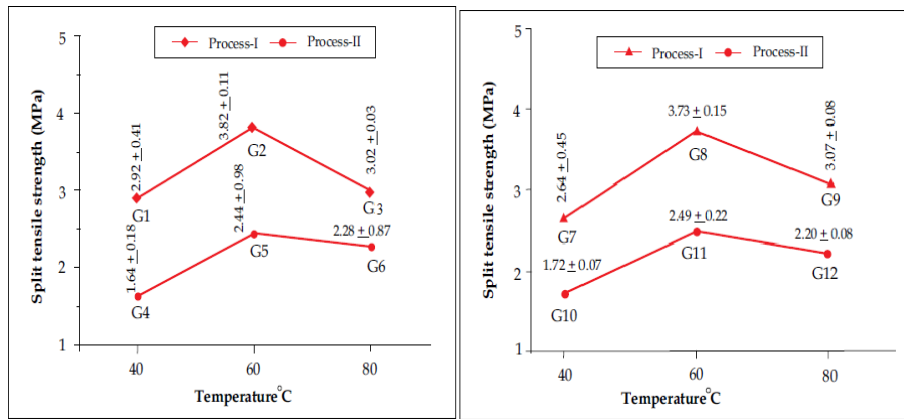 5
Process-I Process-II
Split tensile strength (MPa)
4
3
2
1
2.92 ± 0.41
3.82 ± 0.11
3.02 ± 0.03
G1
G2
G3
1.64 ± 0.18
2.44 ± 0.98
2.28 ± 0.87
G4
G5
G6
40 60 80
Temperature°C
5
Process-I Process-II
Split tensile strength (MPa)
4
3
2
1
2.64 ± 0.45
3.73 ± 0.15
3.07 ± 0.08
G7
G8
G9
1.72 ± 0.07
2.49 ± 0.22
2.20 ± 0.08
G10
G11
G12
40 60 80
Temperature°C